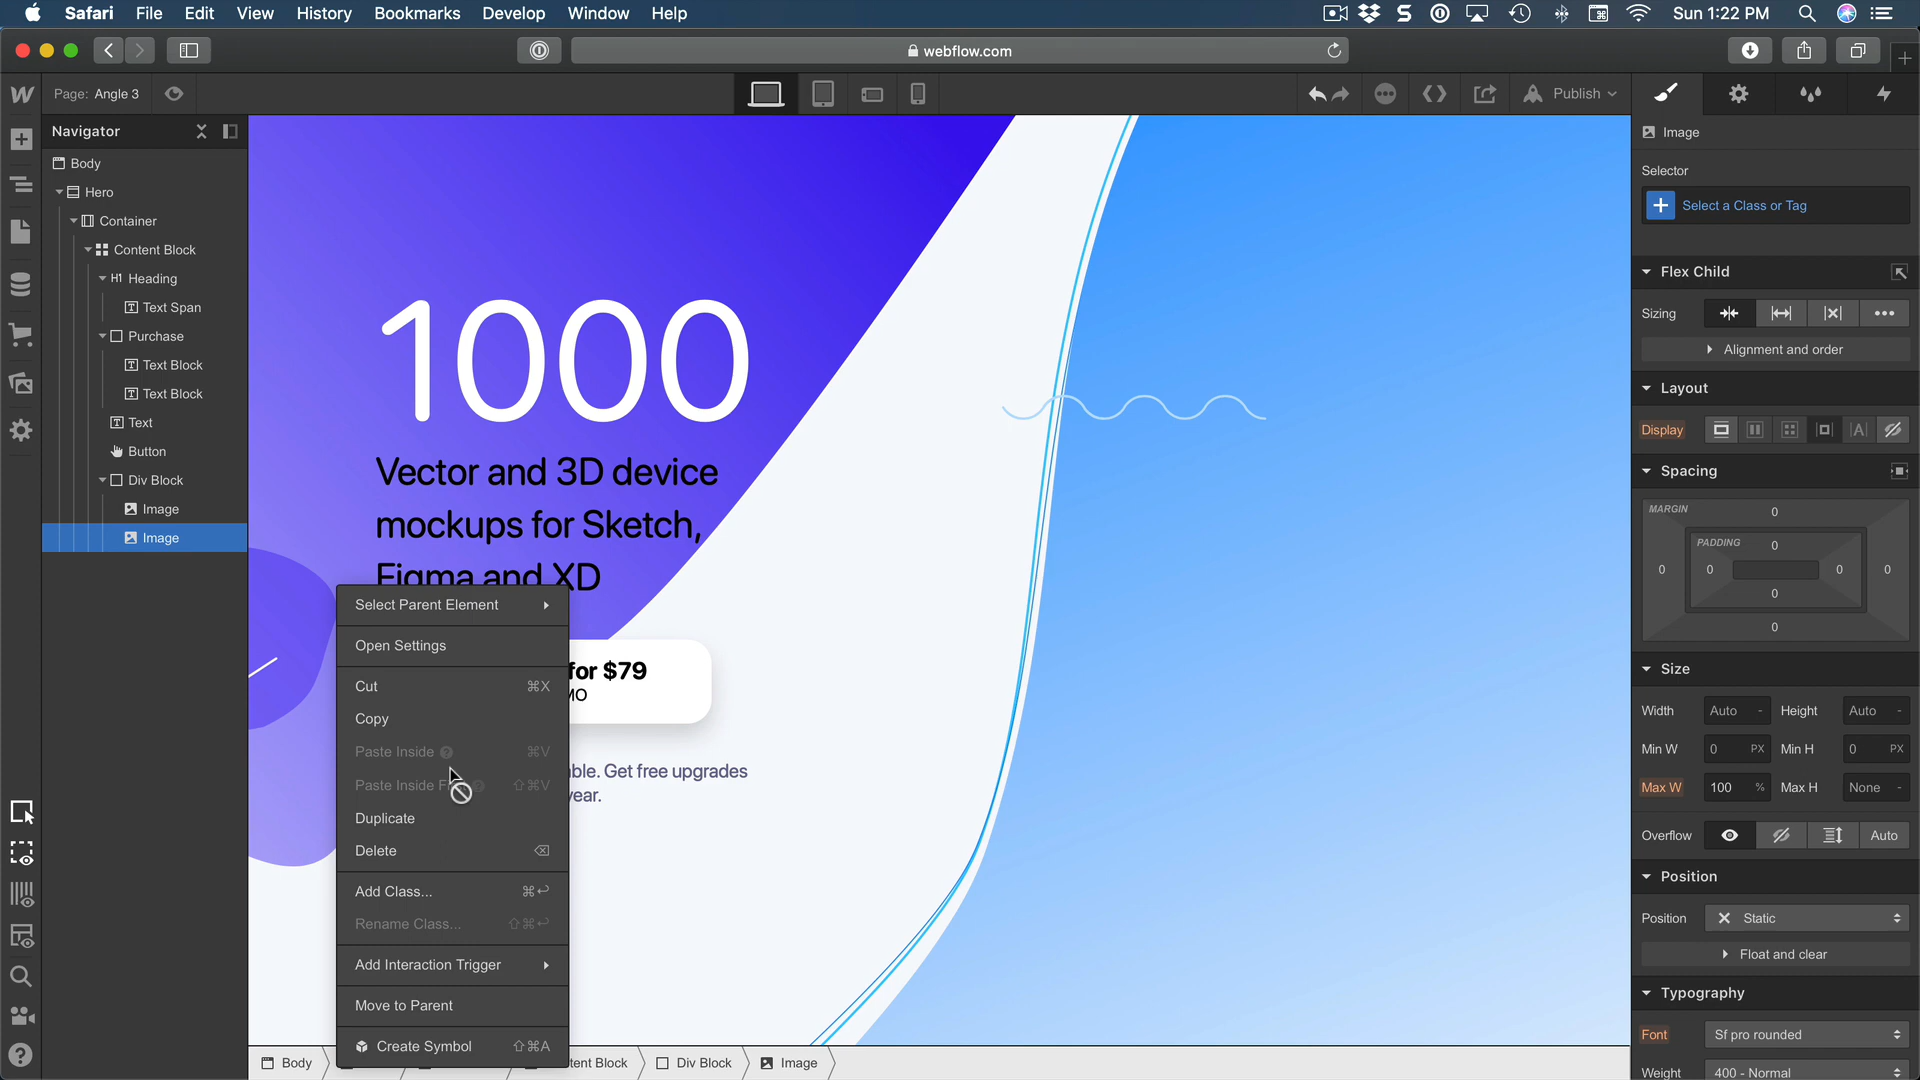 Safari File Edit View History Bookmarks Develop Window Help
Sun 1:22 PM
webflow.com
Page: Angle 3
Publish
Navigator
Body
Hero
Container
Content Block
H1 Heading
Text Span
Purchase
Text Block
Text Block
Text
Button
Div Block
Image
Image
1000
Vector and 3D device
mockups for Sketch,
Figma and XD
for $79
MO
ble. Get free upgrades
year.
Select Parent Element
Open Settings
Cut ⌘X
Copy
Paste Inside ⌘V
Paste Inside ⇧⌘V
Duplicate
Delete
Add Class... ⌘↩
Rename Class... ⇧⌘↩
Add Interaction Trigger
Move to Parent
Create Symbol ⇧⌘A
Body
tent Block
Div Block
Image
Image
Selector
Select a Class or Tag
Flex Child
Sizing
Alignment and order
Layout
Display
Spacing
MARGIN
0
PADDING
0
0 0 0 0
0
0
Size
Width Auto - Height Auto -
Min W 0 PX Min H 0 PX
Max W 100 % Max H None -
Overflow Auto
Position
Position Static
Float and clear
Typography
Font Sf pro rounded
Weight 400 - Normal